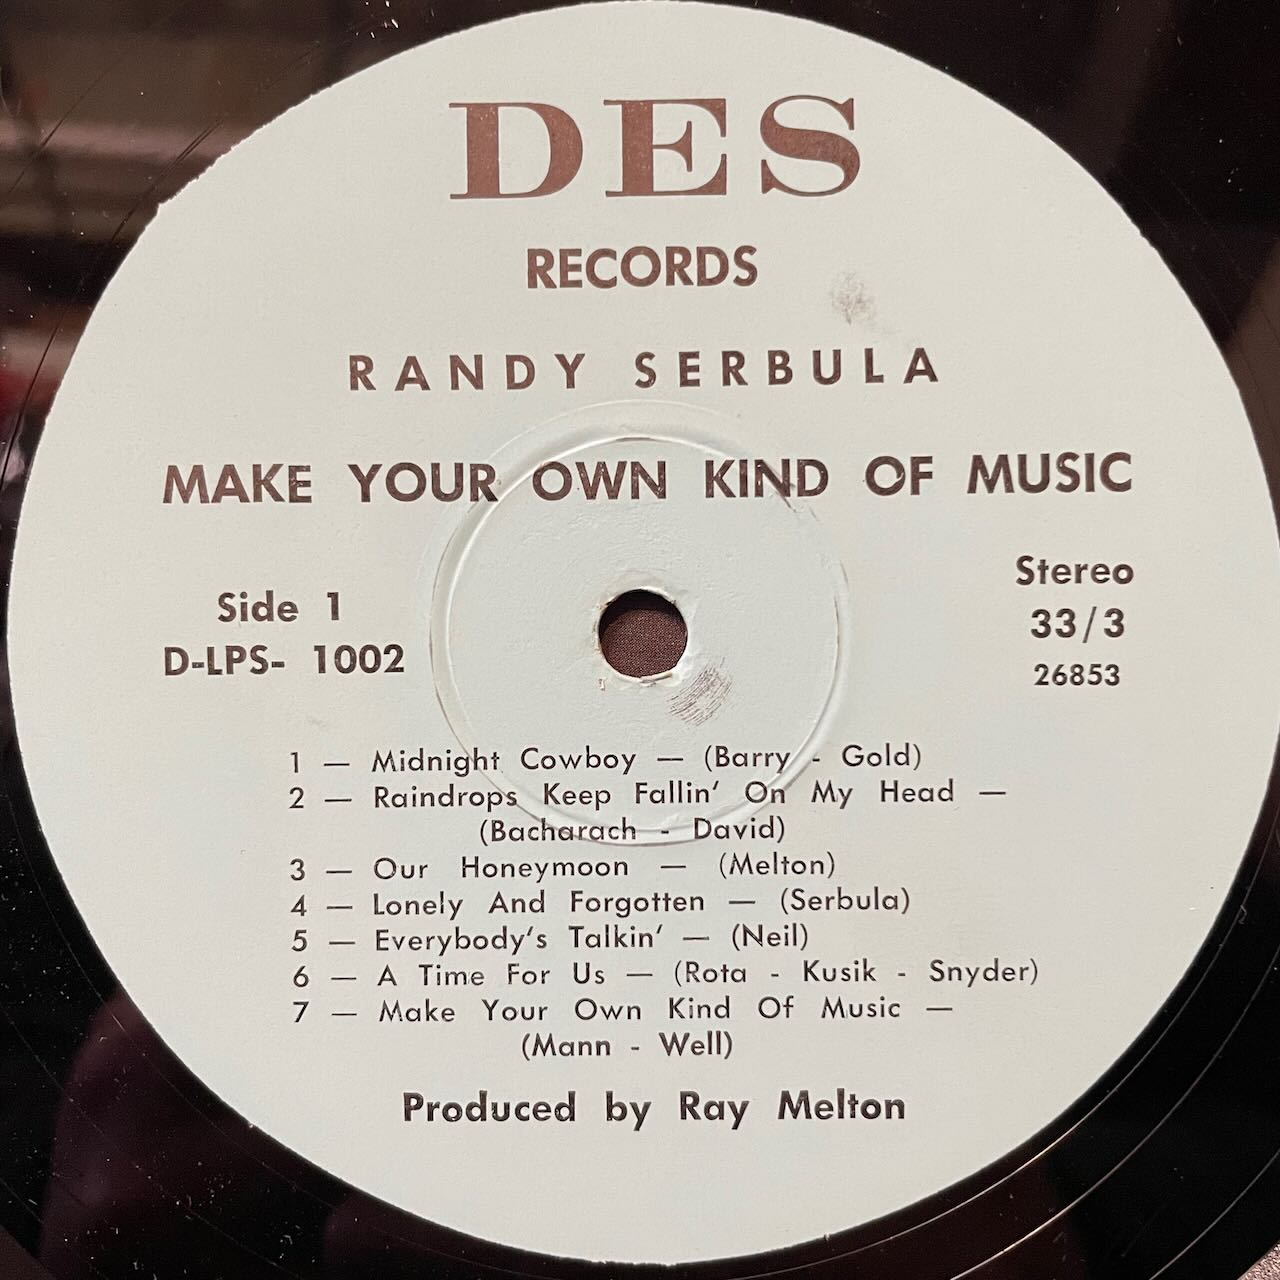 DES
RECORDS
RANDY SERBULA
MAKE YOUR OWN KIND OF MUSIC
Side 1
D-LPS- 1002
Stereo
33/3
26853
1 — Midnight Cowboy — (Barry - Gold)
2 — Raindrops Keep Fallin' On My Head —
(Bacharach - David)
3 — Our Honeymoon — (Melton)
4 — Lonely And Forgotten — (Serbula)
5 — Everybody's Talkin' — (Neil)
6 — A Time For Us — (Rota - Kusik - Snyder)
7 — Make Your Own Kind Of Music —
(Mann - Well)
Produced by Ray Melton